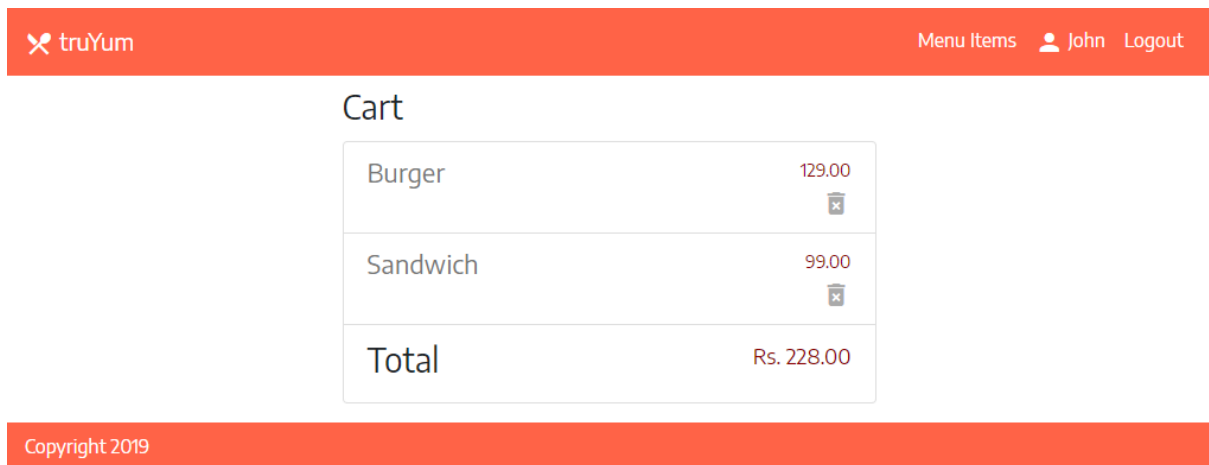 truYum Menu Items John Logout
Cart
Burger 129.00
Sandwich 99.00
Total Rs. 228.00
Copyright 2019